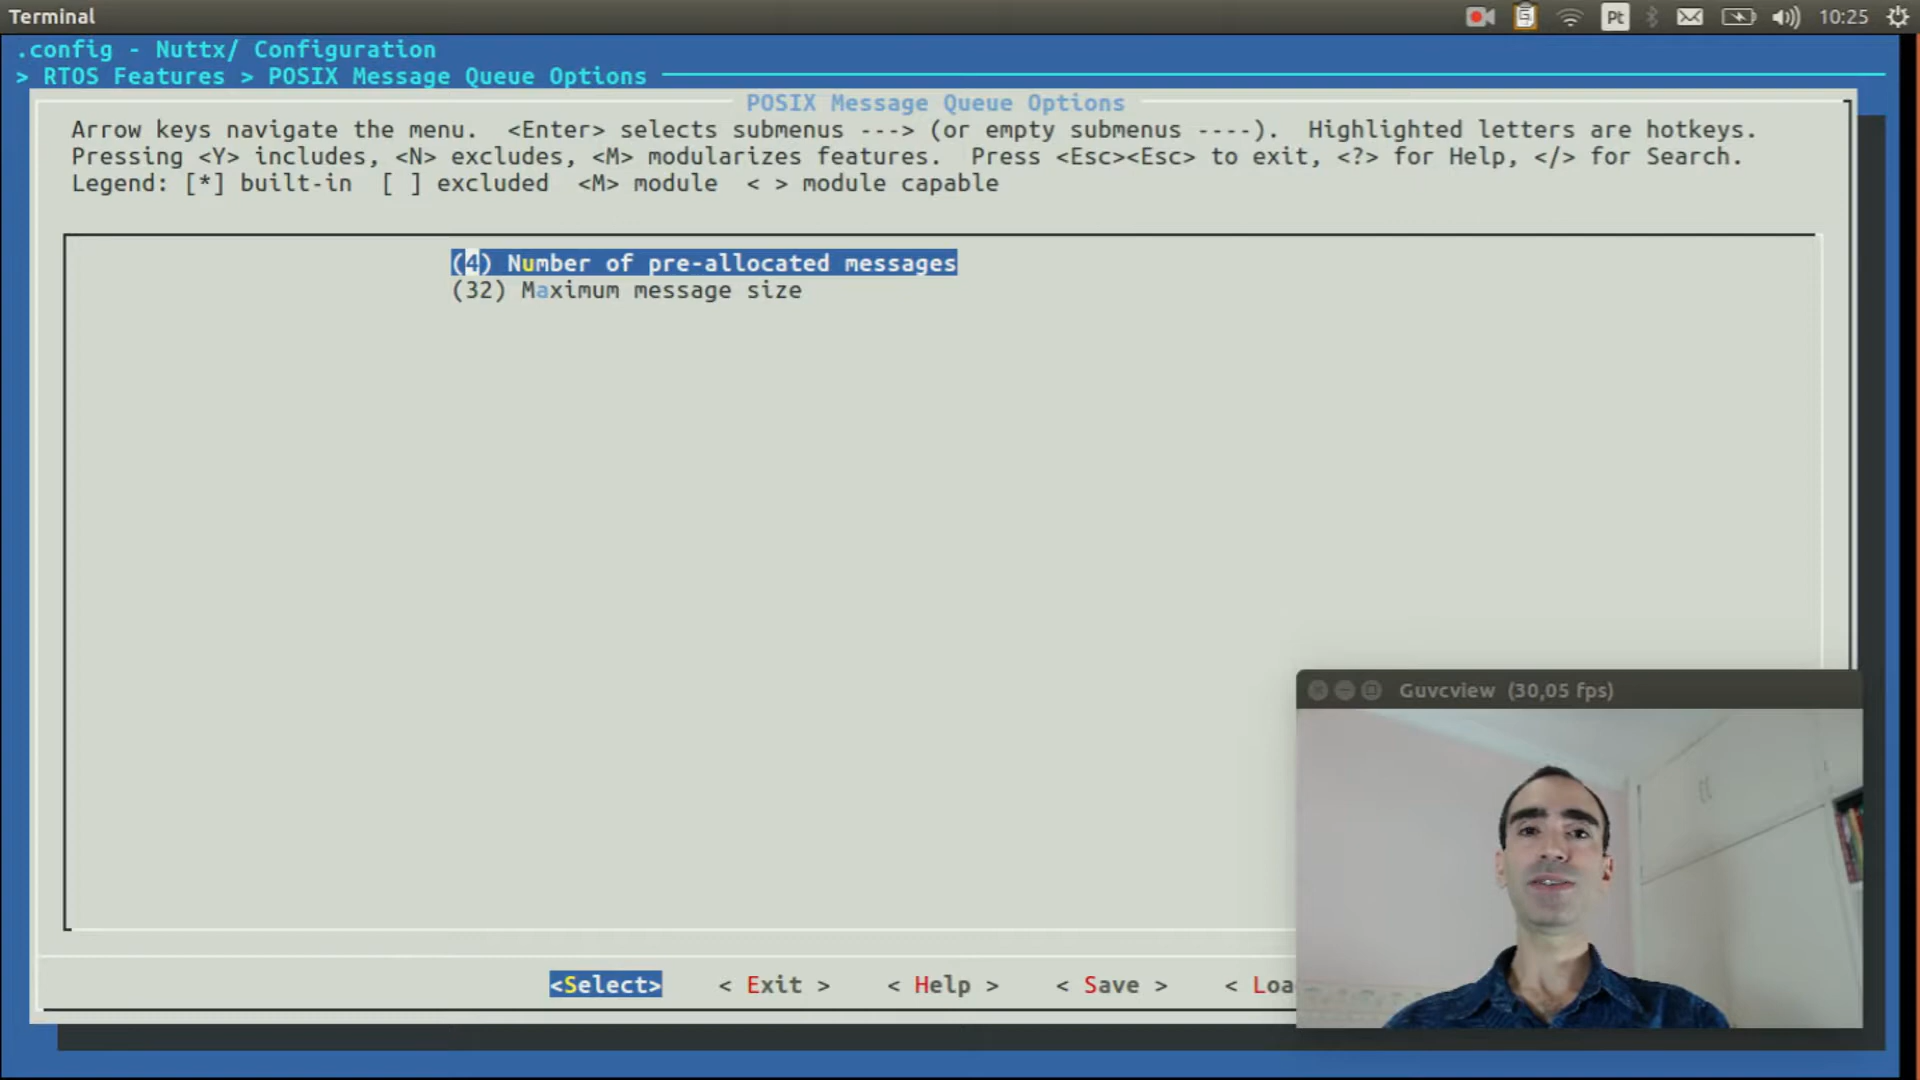 Terminal
Pt
10:25
.config - Nuttx/ Configuration
> RTOS Features > POSIX Message Queue Options
POSIX Message Queue Options
Arrow keys navigate the menu.  <Enter> selects submenus ---> (or empty submenus ----).  Highlighted letters are hotkeys.
Pressing <Y> includes, <N> excludes, <M> modularizes features.  Press <Esc><Esc> to exit, <?> for Help, </> for Search.
Legend: [*] built-in  [ ] excluded  <M> module  < > module capable
(4) Number of pre-allocated messages
(32) Maximum message size
Guvcview (30,05 fps)
<Select>    < Exit >    < Help >    < Save >    < Loa